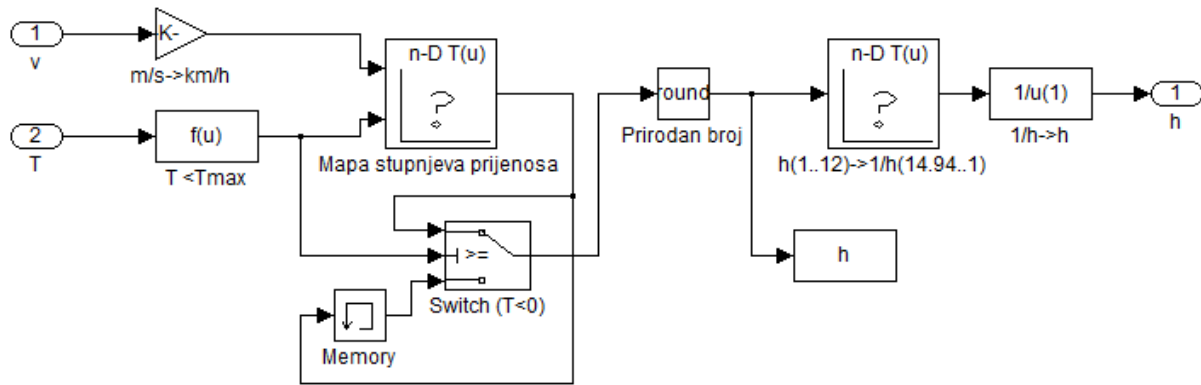 1
v
K-
m/s->km/h
2
T
f(u)
T <Tmax
n-D T(u)
Mapa stupnjeva prijenosa
>=
Switch (T<0)
Memory
round
Prirodan broj
n-D T(u)
h(1..12)->1/h(14.94..1)
1/u(1)
1/h->h
1
h
h